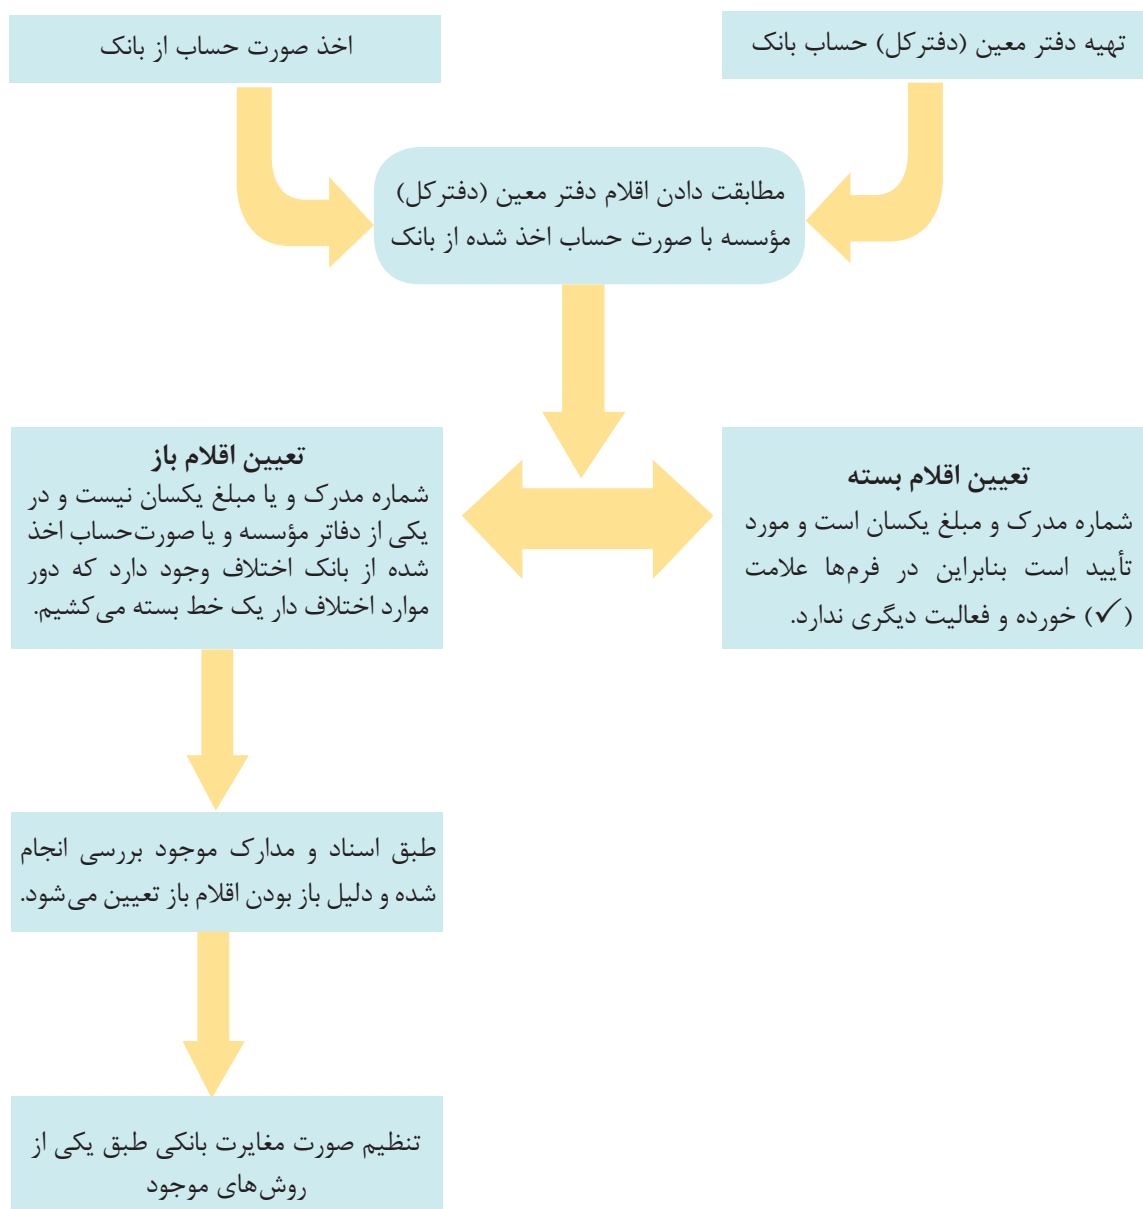 تهیه دفتر معین (دفترکل) حساب بانک
اخذ صورت حساب از بانک
مطابقت دادن اقلام دفتر معین (دفترکل)
مؤسسه با صورت حساب اخذ شده از بانک
تعیین اقلام بسته
شماره مدرک و مبلغ یکسان است و مورد
تأیید است بنابراین در فرم‌ها علامت
(✓) خورده و فعالیت دیگری ندارد.
تعیین اقلام باز
شماره مدرک و یا مبلغ یکسان نیست و در
یکی از دفاتر مؤسسه و یا صورت‌حساب اخذ
شده از بانک اختلاف وجود دارد که دور
موارد اختلاف دار یک خط بسته می‌کشیم.
طبق اسناد و مدارک موجود بررسی انجام
شده و دلیل باز بودن اقلام باز تعیین می‌شود.
تنظیم صورت مغایرت بانکی طبق یکی از
روش‌های موجود